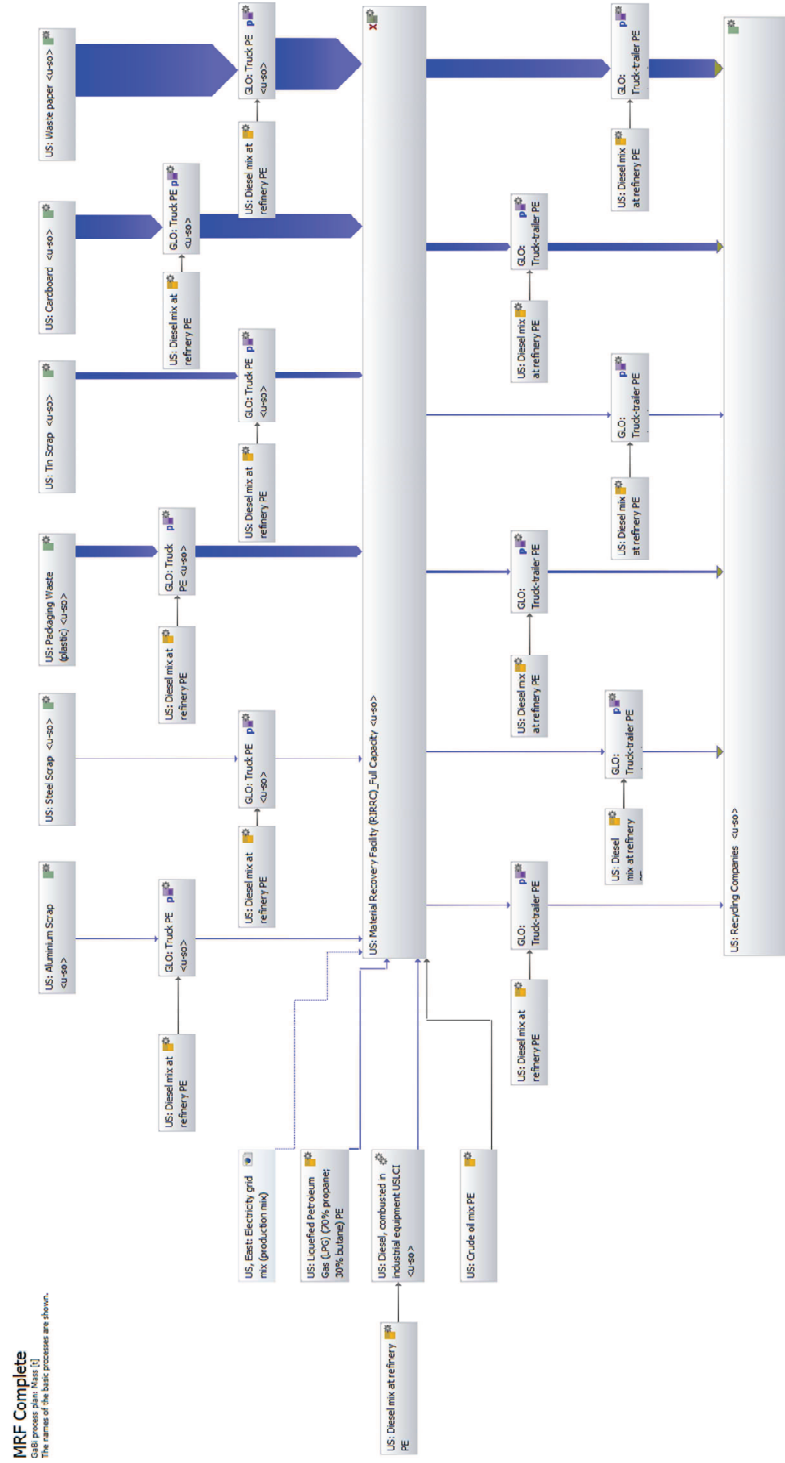 MRF Complete
GaBi process plan: Mass [t]
The names of the basic processes are shown.
US: Aluminium Scrap
<u-so>
US: Steel Scrap <u-so>
US: Packaging Waste
(plastic) <u-so>
US: Tin Scrap <u-so>
US: Cardboard <u-so>
US: Waste paper <u-so>
US: Diesel mix at
refinery PE
GLO: Truck PE
<u-so>
US: Diesel mix at
refinery PE
GLO: Truck PE
<u-so>
US: Diesel mix at
refinery PE
GLO: Truck
PE <u-so>
US: Diesel mix at
refinery PE
GLO: Truck PE
<u-so>
US: Diesel mix at
refinery PE
GLO: Truck PE
<u-so>
US: Diesel mix at
refinery PE
GLO: Truck PE
<u-so>
US, East: Electricity grid
mix (production mix)
US: Liquefied Petroleum
Gas (LPG) (70% propane;
30% butane) PE
US: Diesel mix at refinery
PE
US: Diesel, combusted in
industrial equipment USLCI
<u-so>
US: Crude oil mix PE
US: Material Recovery Facility (RIRRC)_Full Capacity <u-so>
US: Diesel mix at
refinery PE
GLO:
Truck-trailer PE
US: Diesel
mix at refinery
GLO:
Truck-trailer PE
US: Diesel mix
at refinery PE
GLO:
Truck-trailer PE
US: Diesel mix
at refinery PE
GLO:
Truck-trailer PE
US: Diesel mix
at refinery PE
GLO:
Truck-trailer PE
US: Diesel mix
at refinery PE
GLO:
Truck-trailer PE
US: Recycling Companies <u-so>